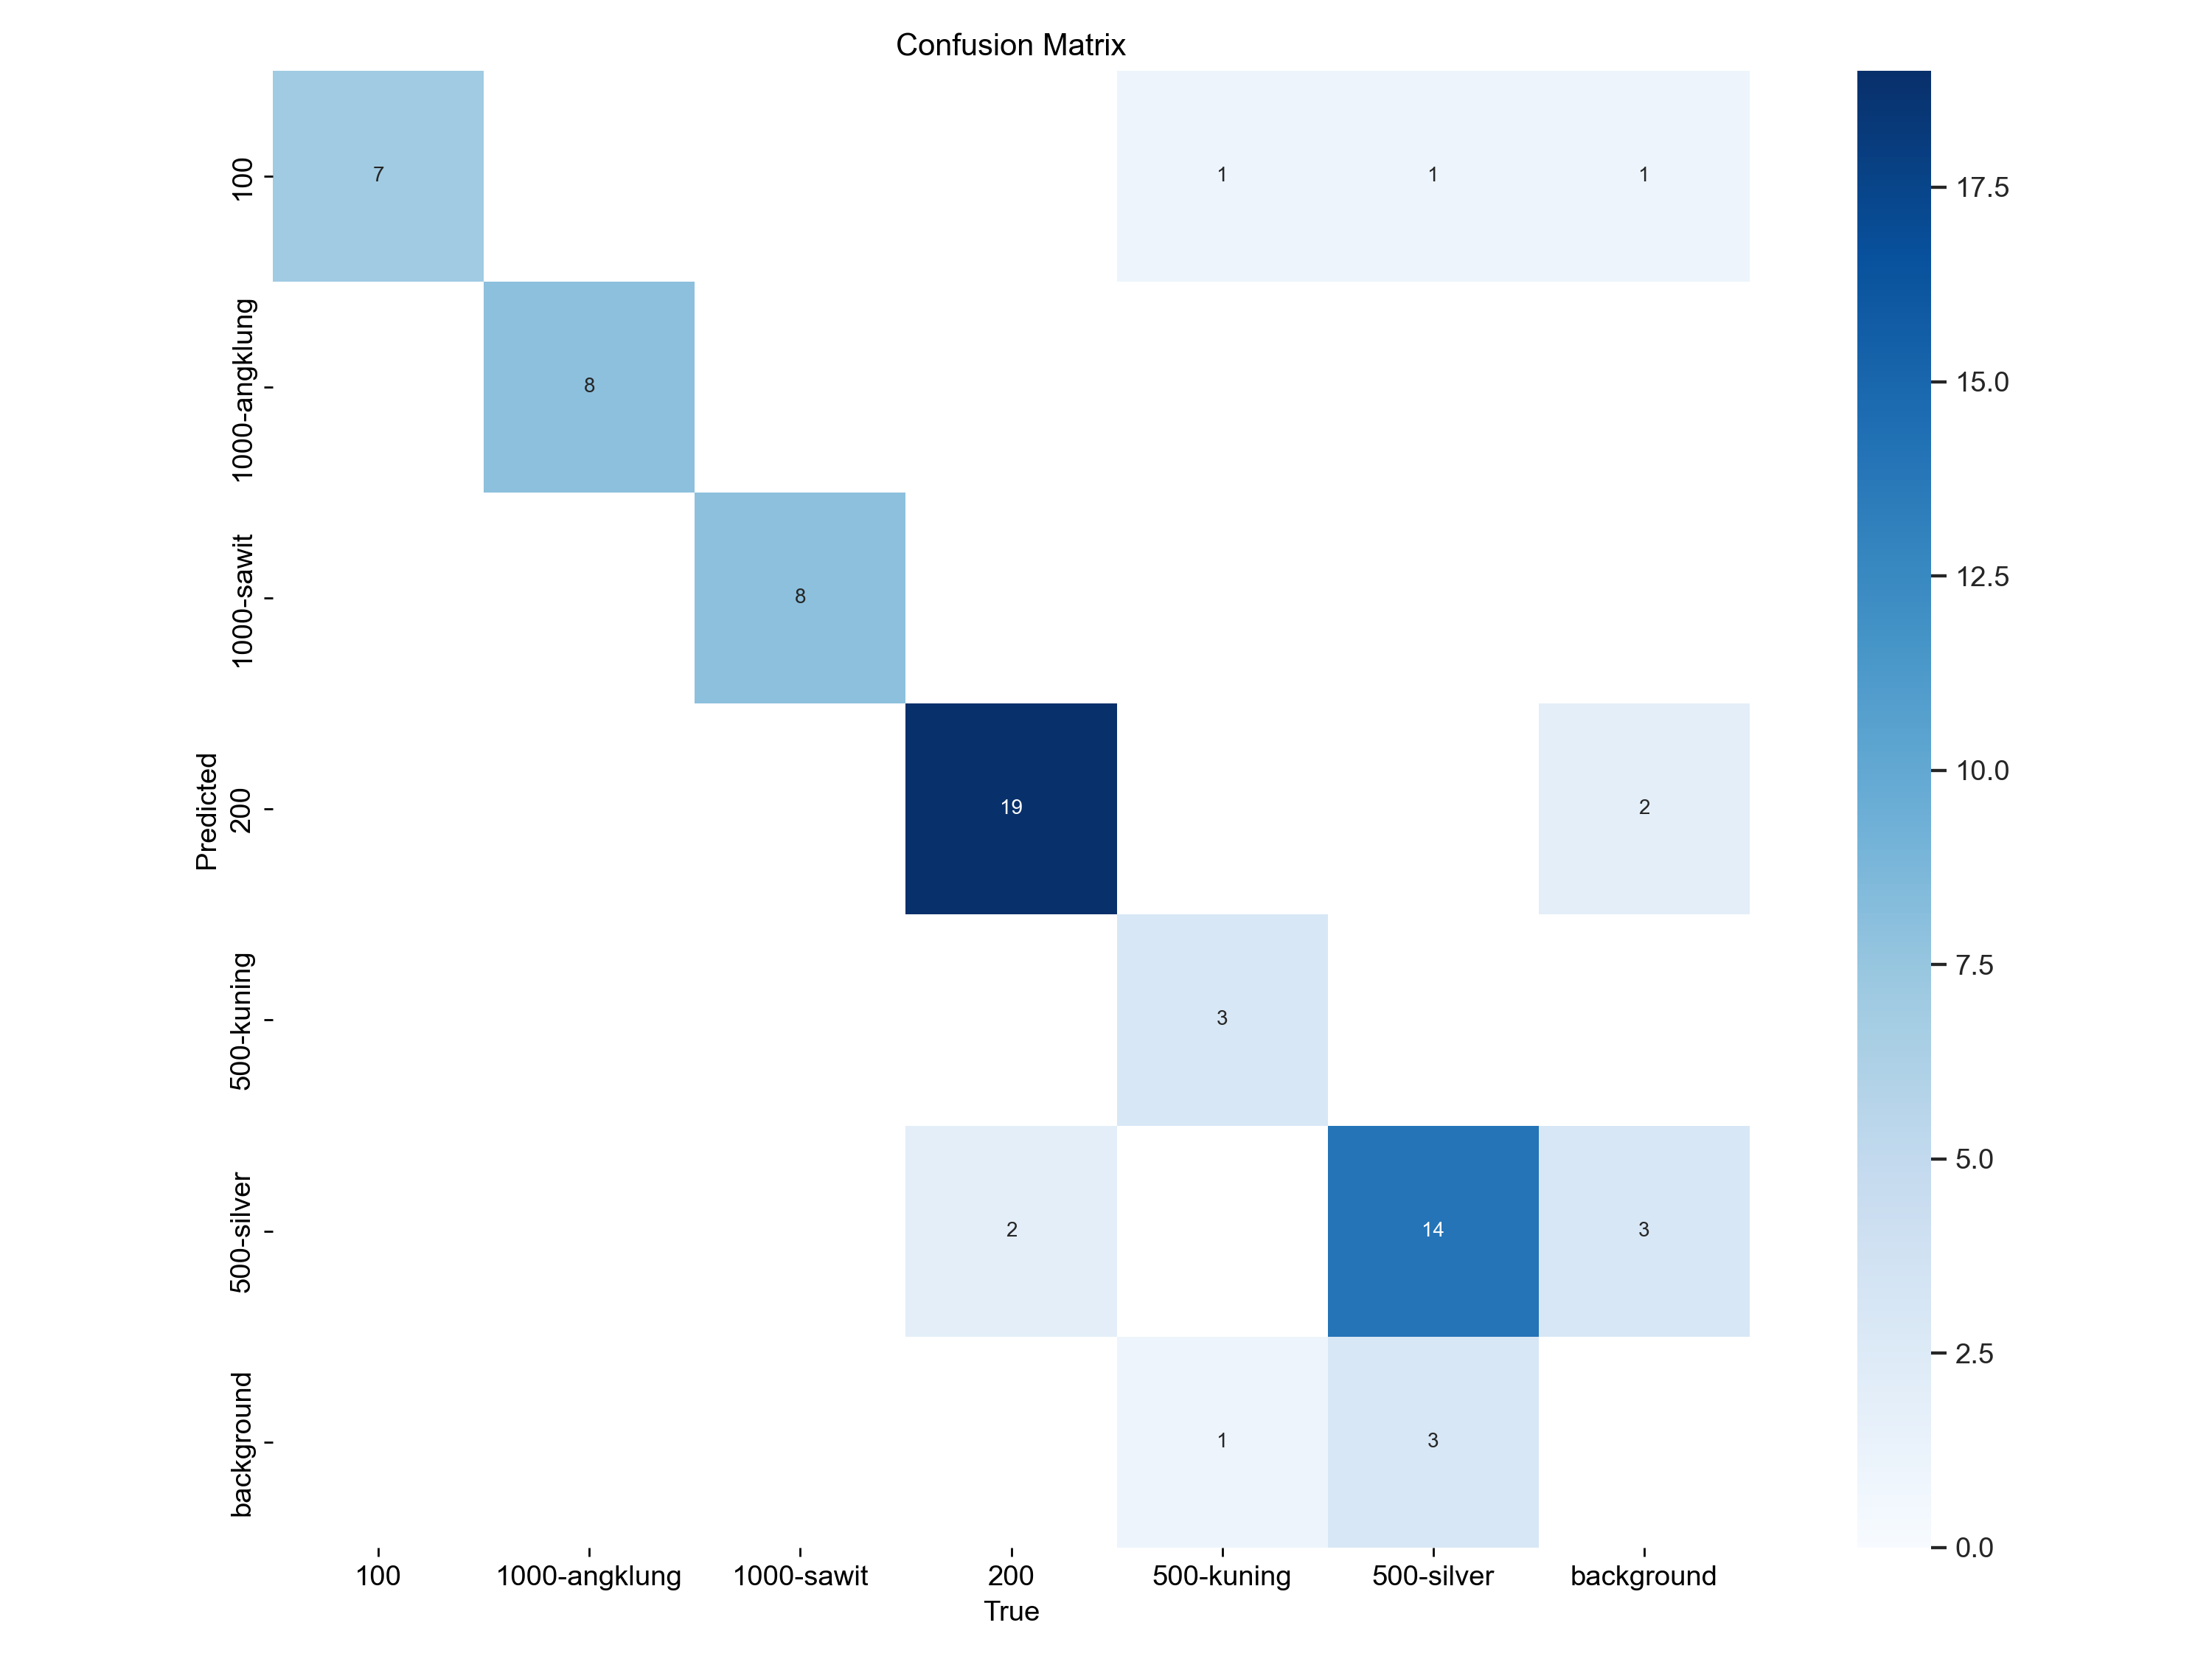 Confusion Matrix
Predicted
100
1000-angklung
1000-sawit
200
500-kuning
500-silver
background
7
1
1
1
8
8
19
2
3
2
14
3
1
3
100
1000-angklung
1000-sawit
200
500-kuning
500-silver
background
True
17.5
15.0
12.5
10.0
7.5
5.0
2.5
0.0